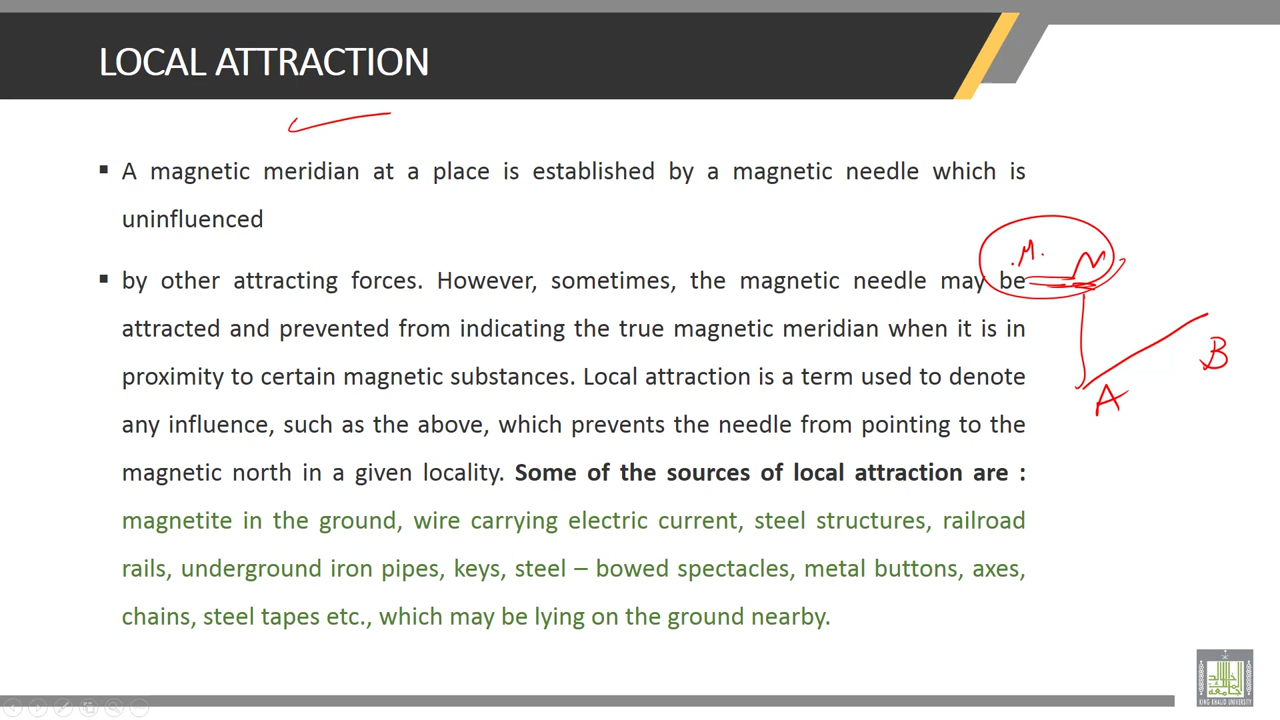 LOCAL ATTRACTION
▪ A magnetic meridian at a place is established by a magnetic needle which is
uninfluenced
▪ by other attracting forces. However, sometimes, the magnetic needle may be
attracted and prevented from indicating the true magnetic meridian when it is in
proximity to certain magnetic substances. Local attraction is a term used to denote
any influence, such as the above, which prevents the needle from pointing to the
magnetic north in a given locality. Some of the sources of local attraction are :
magnetite in the ground, wire carrying electric current, steel structures, railroad
rails, underground iron pipes, keys, steel – bowed spectacles, metal buttons, axes,
chains, steel tapes etc., which may be lying on the ground nearby.
M. N
B
A
KING KHALID UNIVERSITY